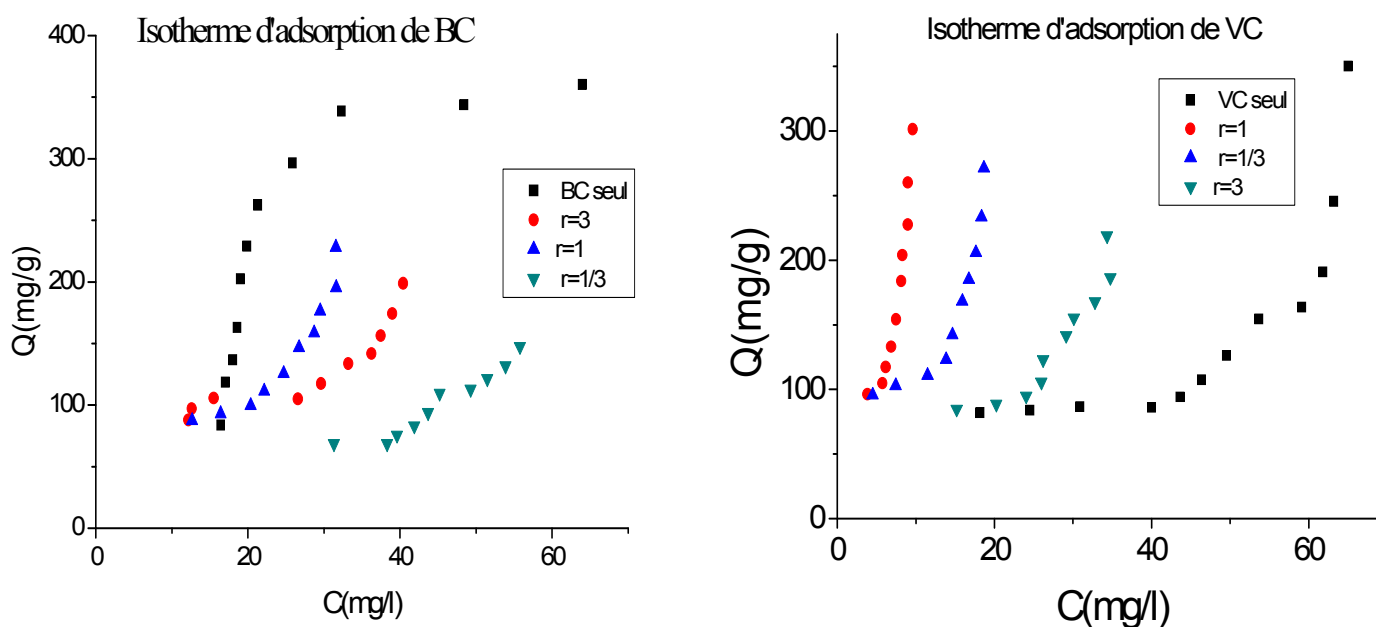 Isotherme d'adsorption de BC
400
300
200
100
0
0 20 40 60
Q(mg/g)
C(mg/l)
BC seul
r=3
r=1
r=1/3
Isotherme d'adsorption de VC
300
200
100
0
0 20 40 60
Q(mg/g)
C(mg/l)
VC seul
r=1
r=1/3
r=3